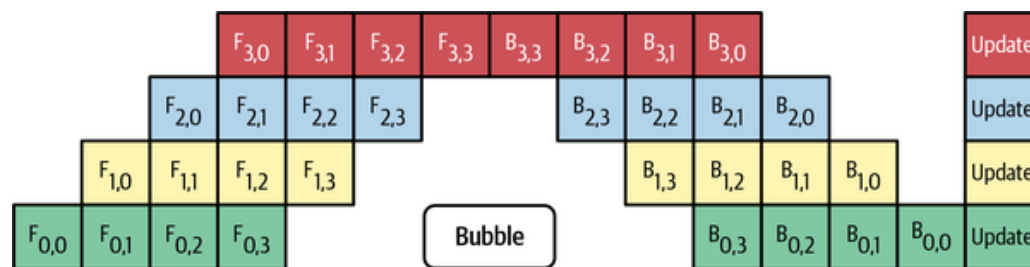 F3,0 F3,1 F3,2 F3,3 B3,3 B3,2 B3,1 B3,0 Update
F2,0 F2,1 F2,2 F2,3 B2,3 B2,2 B2,1 B2,0 Update
F1,0 F1,1 F1,2 F1,3 B1,3 B1,2 B1,1 B1,0 Update
F0,0 F0,1 F0,2 F0,3 Bubble B0,3 B0,2 B0,1 B0,0 Update